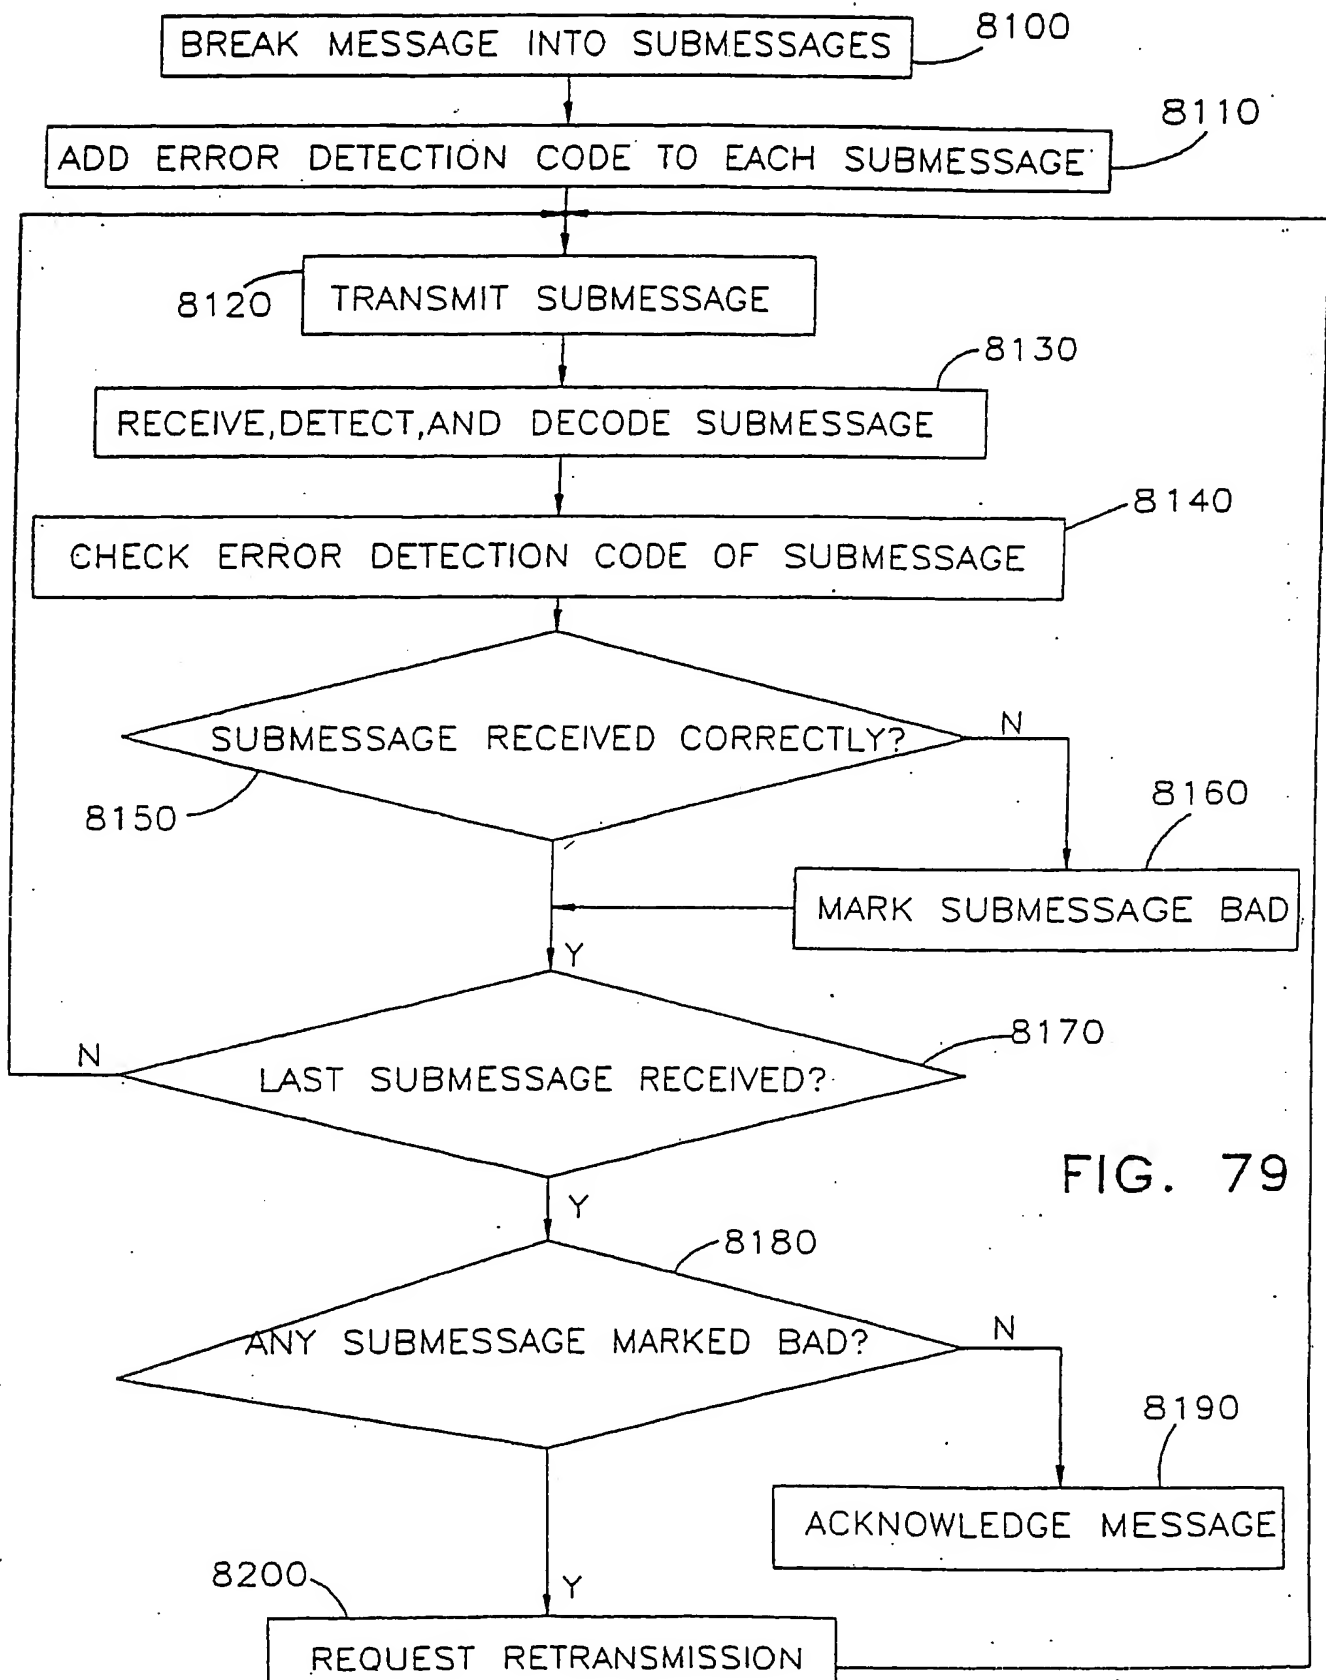 BREAK MESSAGE INTO SUBMESSAGES
8100
8110
ADD ERROR DETECTION CODE TO EACH SUBMESSAGE
8120
TRANSMIT SUBMESSAGE
8130
RECEIVE,DETECT,AND DECODE SUBMESSAGE
8140
CHECK ERROR DETECTION CODE OF SUBMESSAGE
SUBMESSAGE RECEIVED CORRECTLY?
N
8150
8160
MARK SUBMESSAGE BAD
Y
8170
N
LAST SUBMESSAGE RECEIVED?
FIG. 79
Y
8180
ANY SUBMESSAGE MARKED BAD?
N
8190
ACKNOWLEDGE MESSAGE
8200
Y
REQUEST RETRANSMISSION